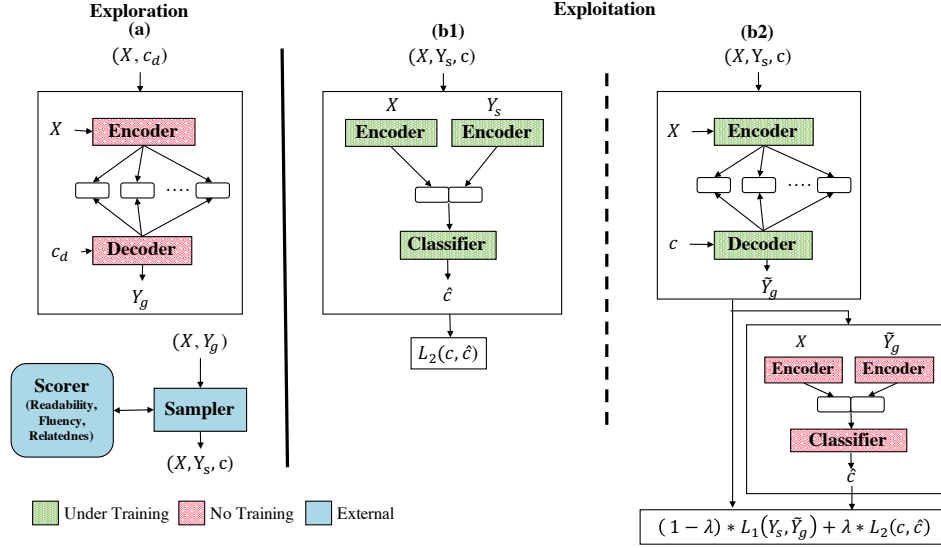 Exploration
Exploitation
(a)
(X, c_d)
X
Encoder
....
c_d
Decoder
Y_g
(X, Y_g)
Scorer
(Readability,
Fluency,
Relatednes)
Sampler
(X, Y_s, c)
(b1)
(X, Y_s, c)
X
Y_s
Encoder
Encoder
Classifier
ĉ
L_2(c, ĉ)
(b2)
(X, Y_s, c)
X
Encoder
....
c
Decoder
Ỹ_g
X
Ỹ_g
Encoder
Encoder
Classifier
ĉ
(1 − λ) * L_1(Y_s, Ỹ_g) + λ * L_2(c, ĉ)
Under Training
No Training
External